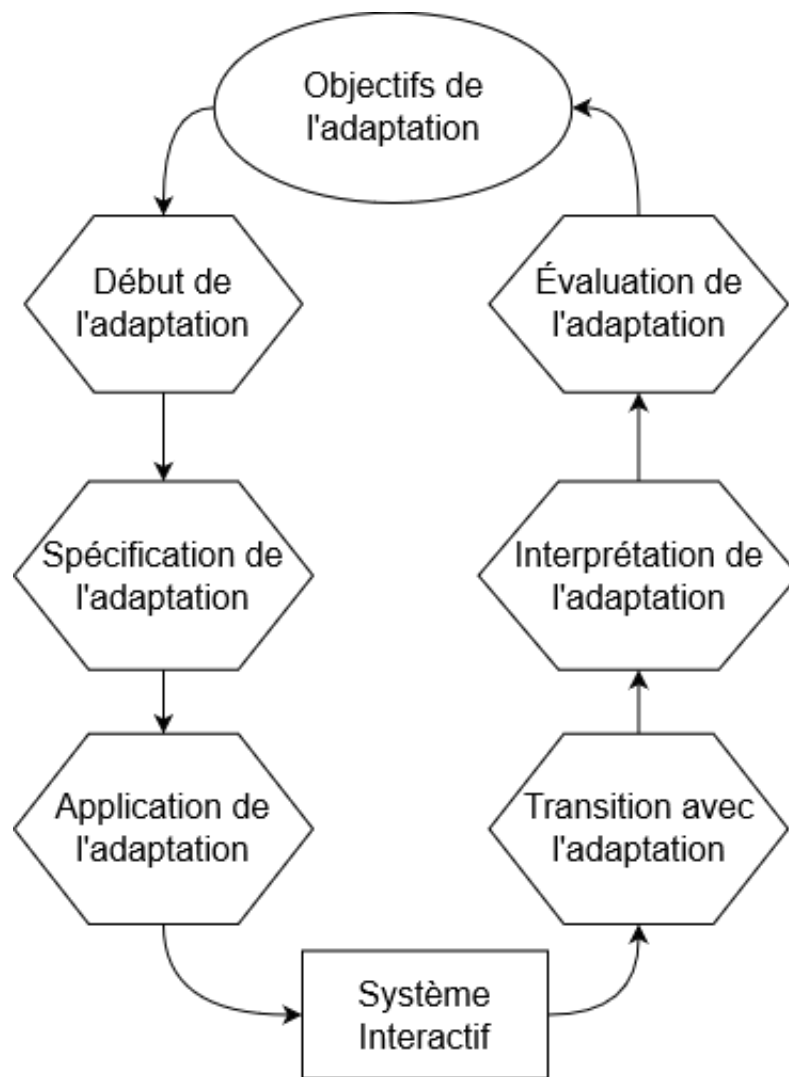 Objectifs de
l'adaptation
Début de
l'adaptation
Évaluation de
l'adaptation
Spécification de
l'adaptation
Interprétation de
l'adaptation
Application de
l'adaptation
Transition avec
l'adaptation
Système
Interactif